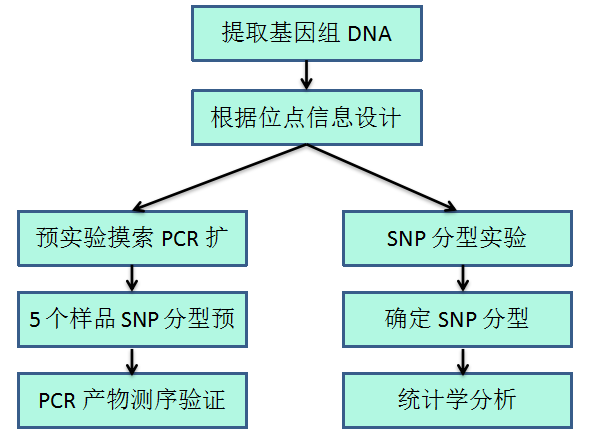 提取基因组 DNA
根据位点信息设计
预实验摸索 PCR 扩
SNP 分型实验
5 个样品 SNP 分型预
确定 SNP 分型
PCR 产物测序验证
统计学分析